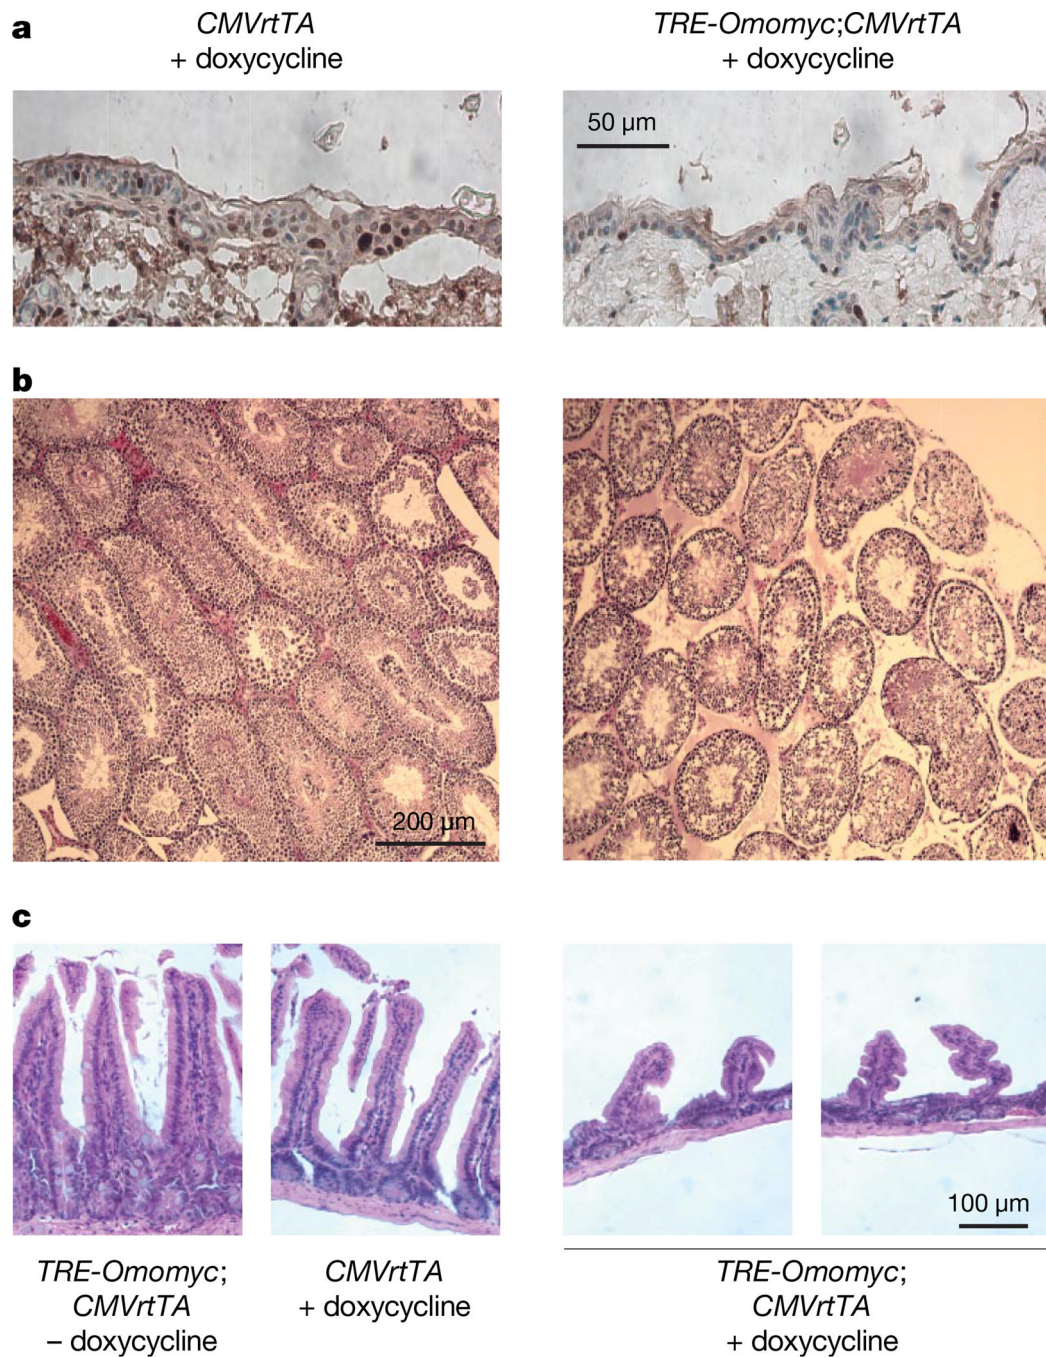 a
CMVrtTA
+ doxycycline
TRE-Omomyc;CMVrtTA
+ doxycycline
50 µm
b
200 µm
c
100 µm
TRE-Omomyc;
CMVrtTA
– doxycycline
CMVrtTA
+ doxycycline
TRE-Omomyc;
CMVrtTA
+ doxycycline